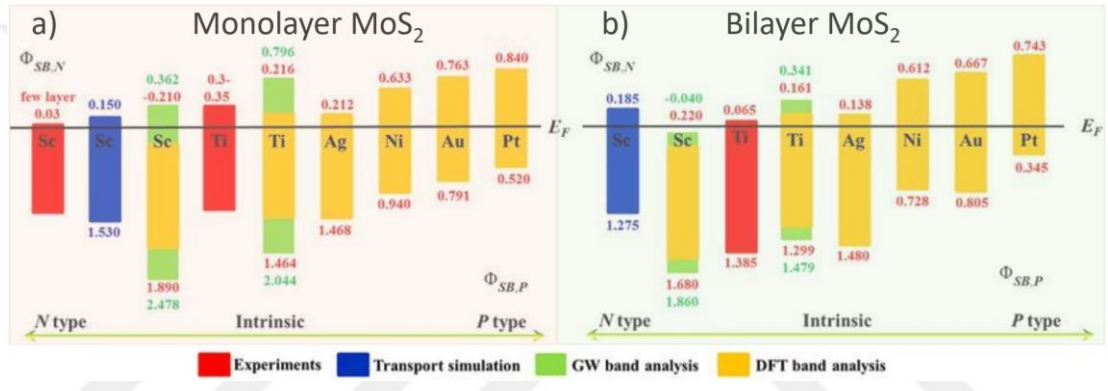 a) Monolayer MoS₂
Φ_SB,N
few layer
0.03
0.150
0.362
-0.210
0.3-
0.35
0.796
0.216
0.212
0.633
0.763
0.840
Sc Sc Sc Ti Ti Ag Ni Au Pt
E_F
1.530
1.890
2.478
1.464
2.044
1.468
0.940
0.791
0.520
Φ_SB,P
N type Intrinsic P type
b) Bilayer MoS₂
Φ_SB,N
0.185
-0.040
0.220
0.065
0.341
0.161
0.138
0.612
0.667
0.743
Sc Sc Ti Ti Ag Ni Au Pt
E_F
1.275
1.680
1.860
1.385
1.299
1.479
1.480
0.728
0.805
0.345
Φ_SB,P
N type Intrinsic P type
Experiments Transport simulation GW band analysis DFT band analysis